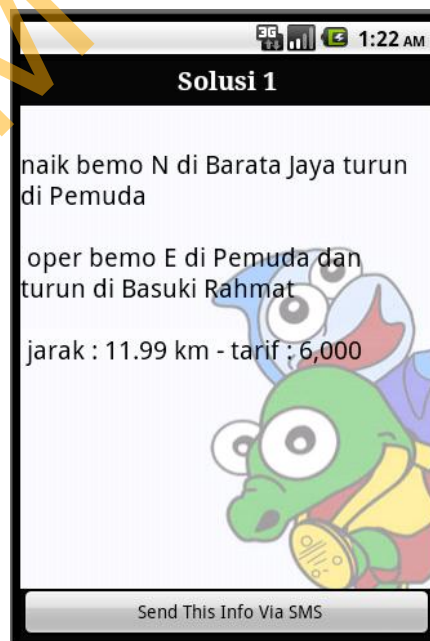 3G 1:22 AM
Solusi 1
naik bemo N di Barata Jaya turun
di Pemuda
oper bemo E di Pemuda dan
turun di Basuki Rahmat
jarak : 11.99 km - tarif : 6,000
Send This Info Via SMS